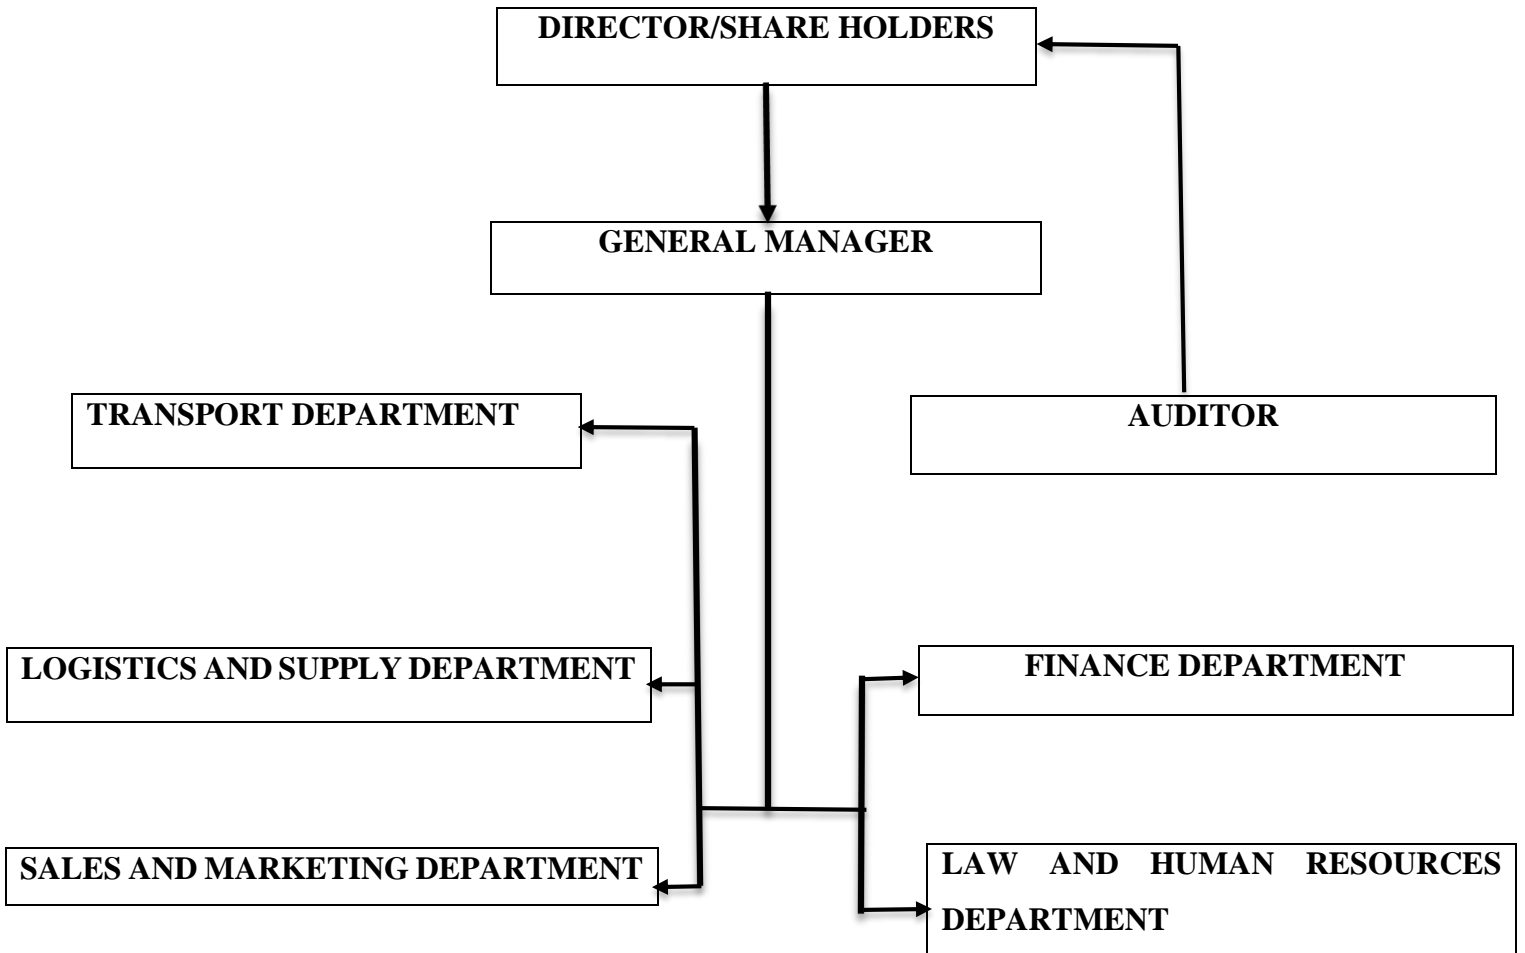 DIRECTOR/SHARE HOLDERS
GENERAL MANAGER
TRANSPORT DEPARTMENT
AUDITOR
LOGISTICS AND SUPPLY DEPARTMENT
FINANCE DEPARTMENT
SALES AND MARKETING DEPARTMENT
LAW AND HUMAN RESOURCES
DEPARTMENT